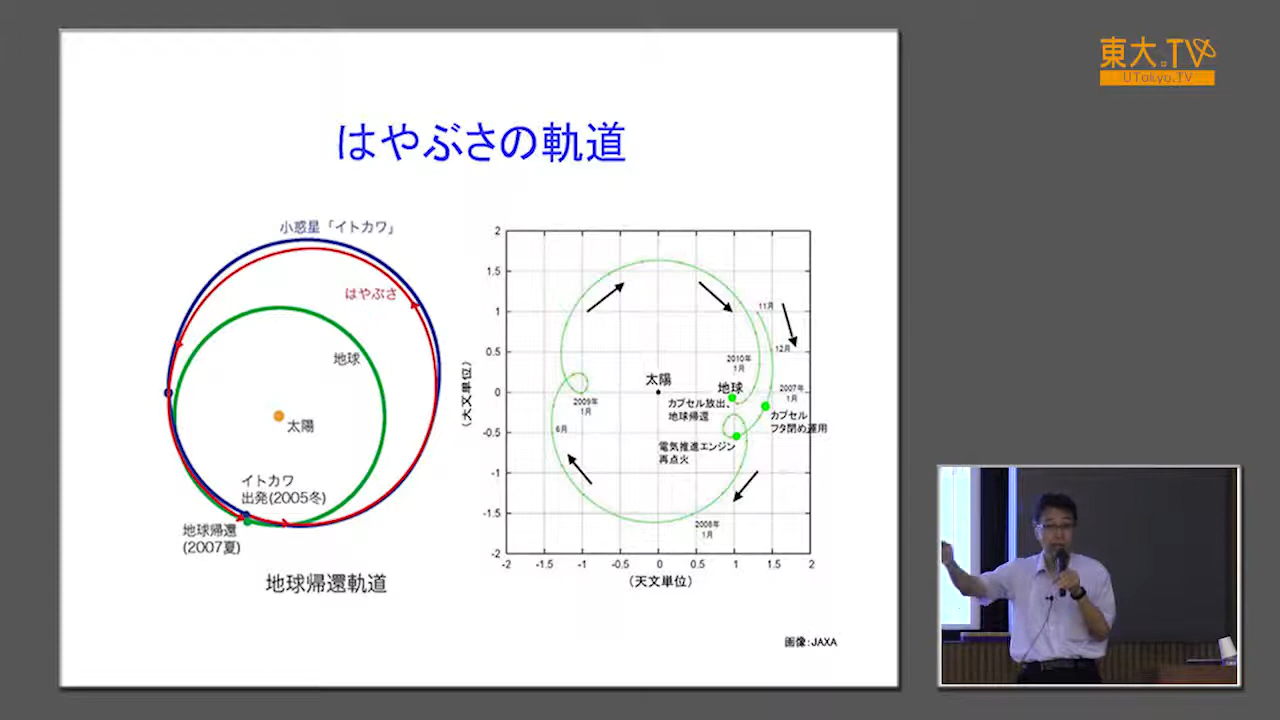 東大.TV
UTokyo.TV
はやぶさの軌道
小惑星「イトカワ」
はやぶさ
地球
太陽
イトカワ
出発(2005冬)
地球帰還
(2007夏)
地球帰還軌道
2
1.5
1
0.5
0
-0.5
-1
-1.5
-2
(天文単位)
-2 -1.5 -1 -0.5 0 0.5 1 1.5 2
(天文単位)
11月
12月
2010年
1月
太陽
地球
2007年
1月
カプセル放出、
地球帰還
カプセル
フタ閉め運用
2009年
1月
6月
電気推進エンジン
再点火
2008年
1月
画像:JAXA